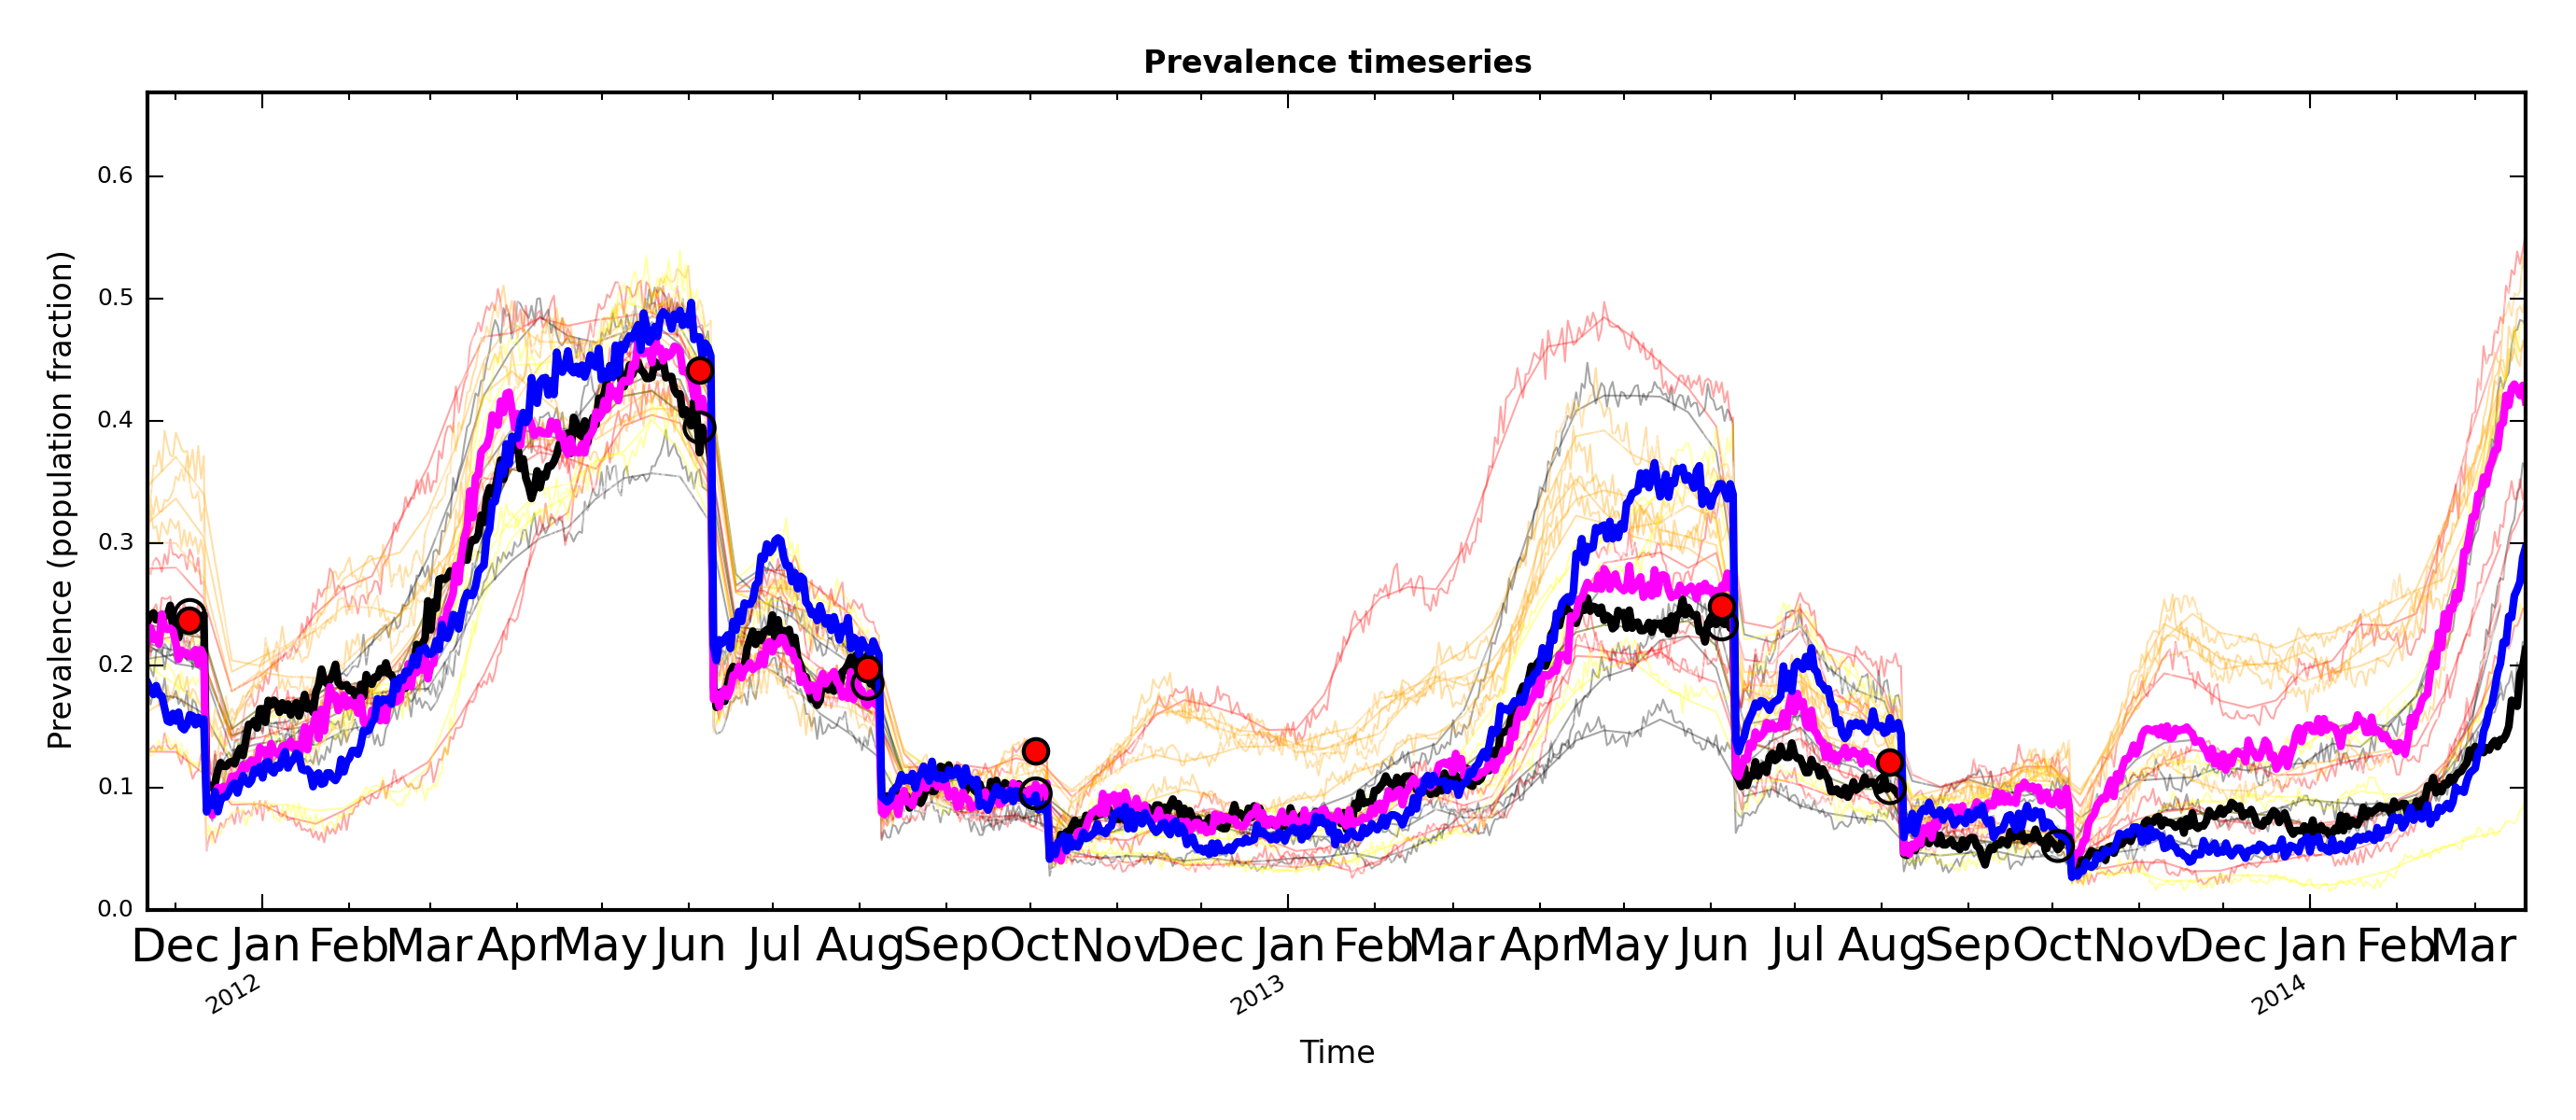 Prevalence timeseries
Prevalence (population fraction)
0.6
0.5
0.4
0.3
0.2
0.1
0.0
Dec Jan Feb Mar Apr May Jun Jul Aug Sep Oct Nov Dec Jan Feb Mar Apr May Jun Jul Aug Sep Oct Nov Dec Jan Feb Mar
2012 2013 2014
Time